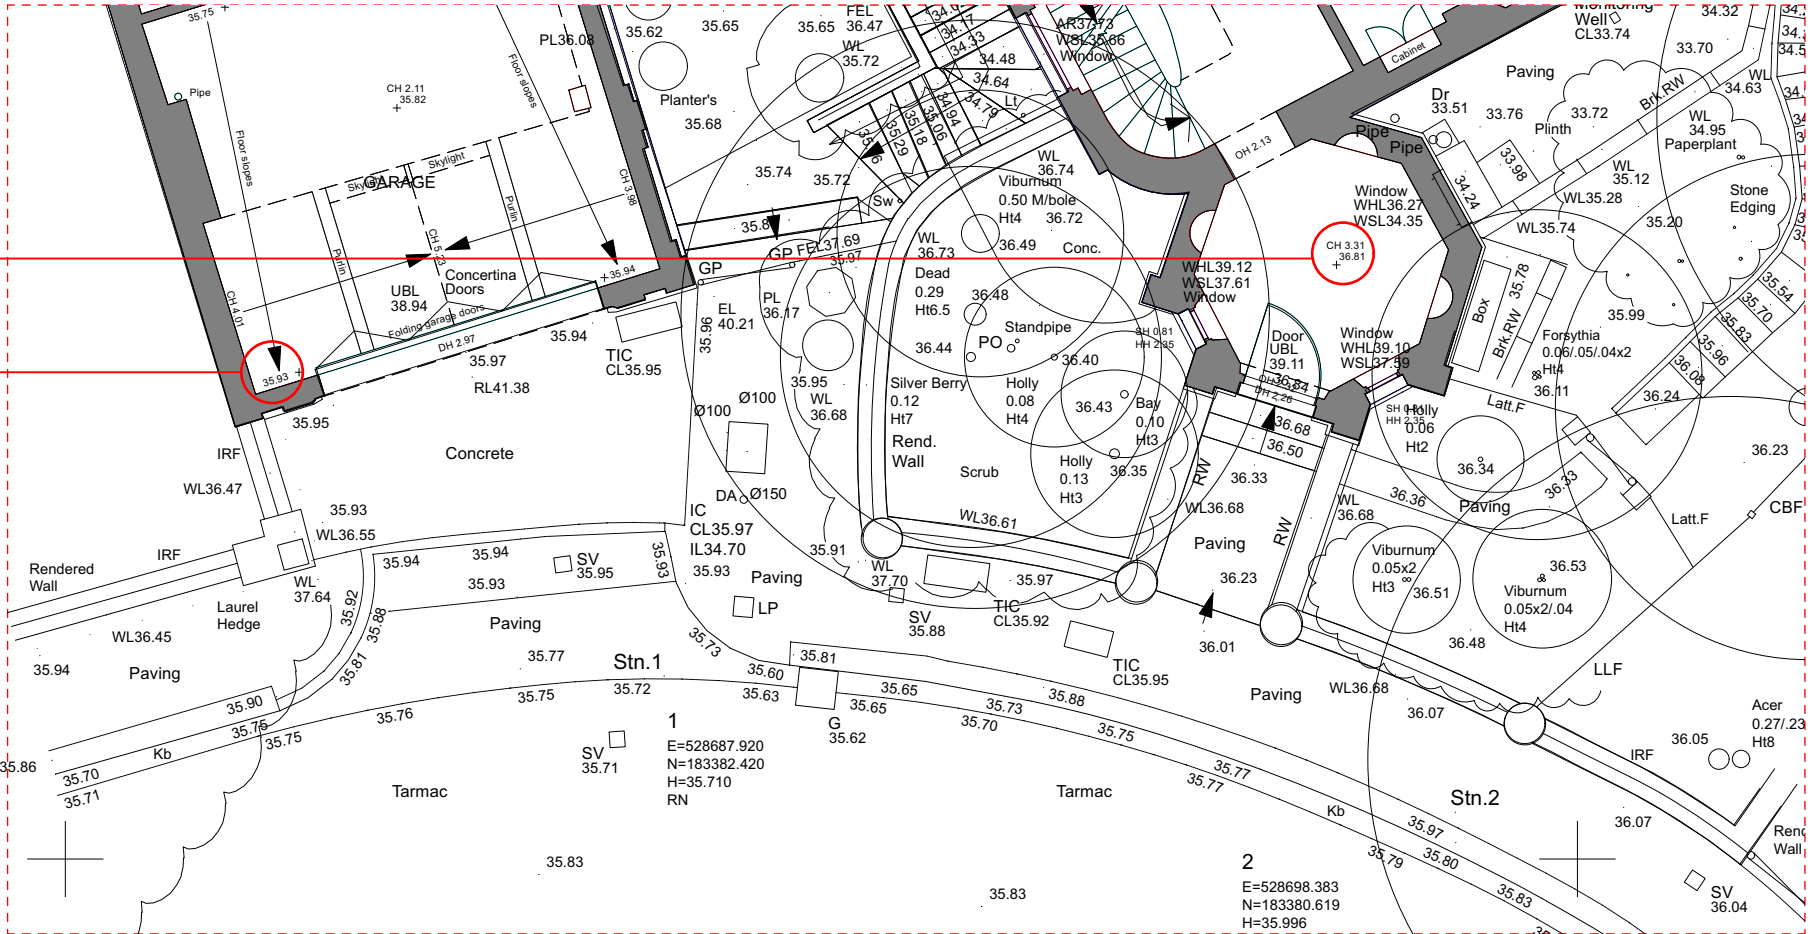 35.75
PL36.08
35.62
35.65
35.65
FEL
36.47
WL
35.72
34.17
34.33
34.48
34.64
34.79
34.94
35.06
35.18
35.29
Lt
AR37.73
WSL35.66
Window
Cabinet
Well
CL33.74
34.32
33.70
Paving
WL
34.63
Brk.RW
Pipe
CH 2.11
35.82
Floor slopes
Floor slopes
Planter's
35.68
Skylight
GARAGE
CH 3.98
35.74
35.72
Sw
WL
36.74
Viburnum
0.50 M/bole
Ht4
36.72
OH 2.13
Pipe
Pipe
Dr
33.51
33.76
33.72
Plinth
33.98
34.24
WL
34.95
Paperplant
WL
35.12
WL35.28
35.20
Stone
Edging
WL35.74
Window
WHL36.27
WSL34.35
Purlin
Purlin
CH 5.23
CH 4.01
Concertina
Doors
UBL
38.94
Folding garage doors
DH 2.97
35.94
35.94
35.97
GP
GP
FEL37.69
35.97
WL
36.73
36.49
Conc.
Dead
0.29
Ht6.5
36.48
Standpipe
PO
36.44
36.40
PL
36.17
EL
40.21
35.96
CH 3.31
36.81
WHL39.12
WSL37.61
Window
SH 0.81
HH 2.35
Door
UBL
39.11
36.84
DH 2.26
Window
WHL39.10
WSL37.59
Box
Brk.RW
35.78
Forsythia
0.06/.05/.04x2
Ht4
36.11
35.99
35.54
35.70
35.83
35.96
36.08
36.24
35.93
TIC
CL35.95
RL41.38
35.95
35.95
WL
36.68
Silver Berry
0.12
Ht7
Rend.
Wall
Holly
0.08
Ht4
36.43
Bay
0.10
Ht3
Holly
0.13
Ht3
36.35
Scrub
36.68
36.50
36.33
RW
RW
Holly
0.06
Ht2
Latt.F
36.34
36.33
36.36
Paving
36.23
Latt.F
CBF
IRF
WL36.47
Concrete
Ø100
Ø100
DA
Ø150
IC
CL35.97
IL34.70
35.93
35.93
WL36.55
IRF
Rendered
Wall
WL
37.64
Laurel
Hedge
35.94
35.94
35.93
SV
35.95
35.93
35.92
35.88
35.81
WL36.61
WL36.68
WL
36.68
35.91
Paving
LP
WL
37.70
35.97
SV
35.88
TIC
CL35.92
Paving
36.23
36.01
Viburnum
0.05x2
Ht3
36.51
36.53
Viburnum
0.05x2/.04
Ht4
36.48
WL36.45
35.94
Paving
Paving
35.77
35.73
Stn.1
35.72
35.60
35.81
35.63
35.65
35.65
35.73
35.70
35.88
35.75
TIC
CL35.95
Paving
WL36.68
36.07
LLF
Acer
0.27/.23
Ht8
36.05
IRF
35.90
35.75
35.75
35.76
35.75
Kb
35.86
35.70
35.71
SV
35.71
G
35.62
1
E=528687.920
N=183382.420
H=35.710
RN
Tarmac
Tarmac
35.77
35.77
Kb
Stn.2
36.07
35.97
35.79
35.80
35.83
35.83
35.83
2
E=528698.383
N=183380.619
H=35.996
SV
36.04
Wall